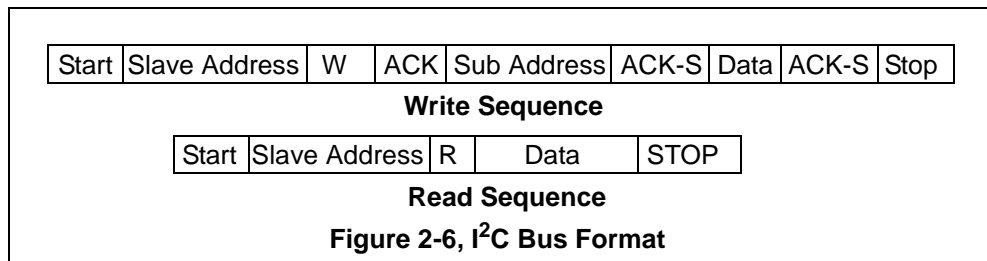 Start Slave Address W ACK Sub Address ACK-S Data ACK-S Stop
Write Sequence
Start Slave Address R Data STOP
Read Sequence
Figure 2-6, I²C Bus Format